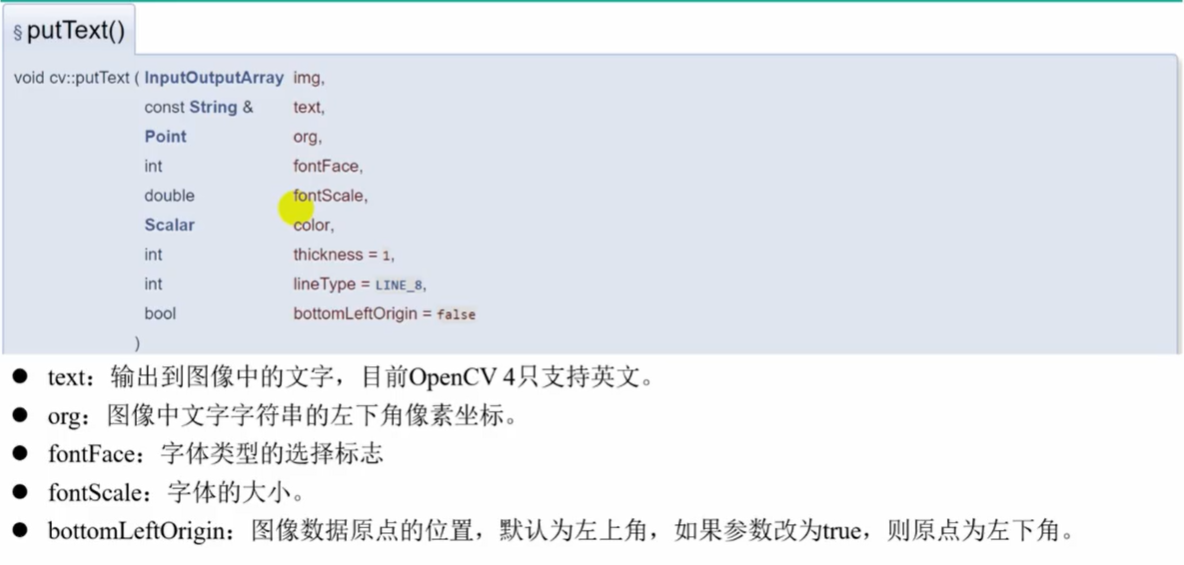 § putText()
void cv::putText ( InputOutputArray img,
const String & text,
Point org,
int fontFace,
double fontScale,
Scalar color,
int thickness = 1,
int lineType = LINE_8,
bool bottomLeftOrigin = false
)
● text：输出到图像中的文字，目前OpenCV 4只支持英文。
● org：图像中文字字符串的左下角像素坐标。
● fontFace：字体类型的选择标志
● fontScale：字体的大小。
● bottomLeftOrigin：图像数据原点的位置，默认为左上角，如果参数改为true，则原点为左下角。